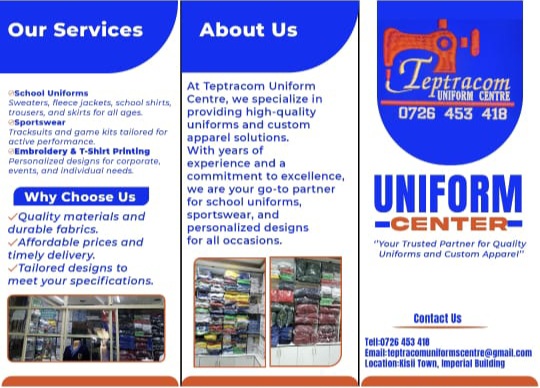 Our Services
School Uniforms
Sweaters, fleece jackets, school shirts,
trousers, and skirts for all ages.
Sportswear
Tracksuits and game kits tailored for
active performance.
Embroidery & T-Shirt Printing
Personalized designs for corporate,
events, and individual needs.
Why Choose Us
Quality materials and
durable fabrics.
Affordable prices and
timely delivery.
Tailored designs to
meet your specifications.
About Us
At Teptracom Uniform
Centre, we specialize in
providing high-quality
uniforms and custom
apparel solutions.
With years of
experience and a
commitment to excellence,
we are your go-to partner
for school uniforms,
sportswear, and
personalized designs
for all occasions.
Teptracom
UNIFORM CENTRE
0726 453 418
UNIFORM
CENTER
"Your Trusted Partner for Quality
Uniforms and Custom Apparel"
Contact Us
Tell:0726 453 418
Email:teptracomuniformscentre@gmail.com
Location:Kisii Town, Imperial Building